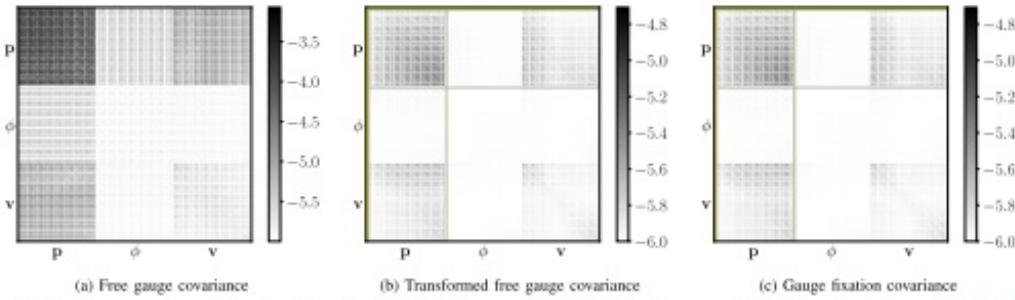 p
ϕ
v
p ϕ v
−3.5
−4.0
−4.5
−5.0
−5.5
(a) Free gauge covariance
p
ϕ
v
p ϕ v
−4.8
−5.0
−5.2
−5.4
−5.6
−5.8
−6.0
(b) Transformed free gauge covariance
p
ϕ
v
p ϕ v
−4.8
−5.0
−5.2
−5.4
−5.6
−5.8
−6.0
(c) Gauge fixation covariance